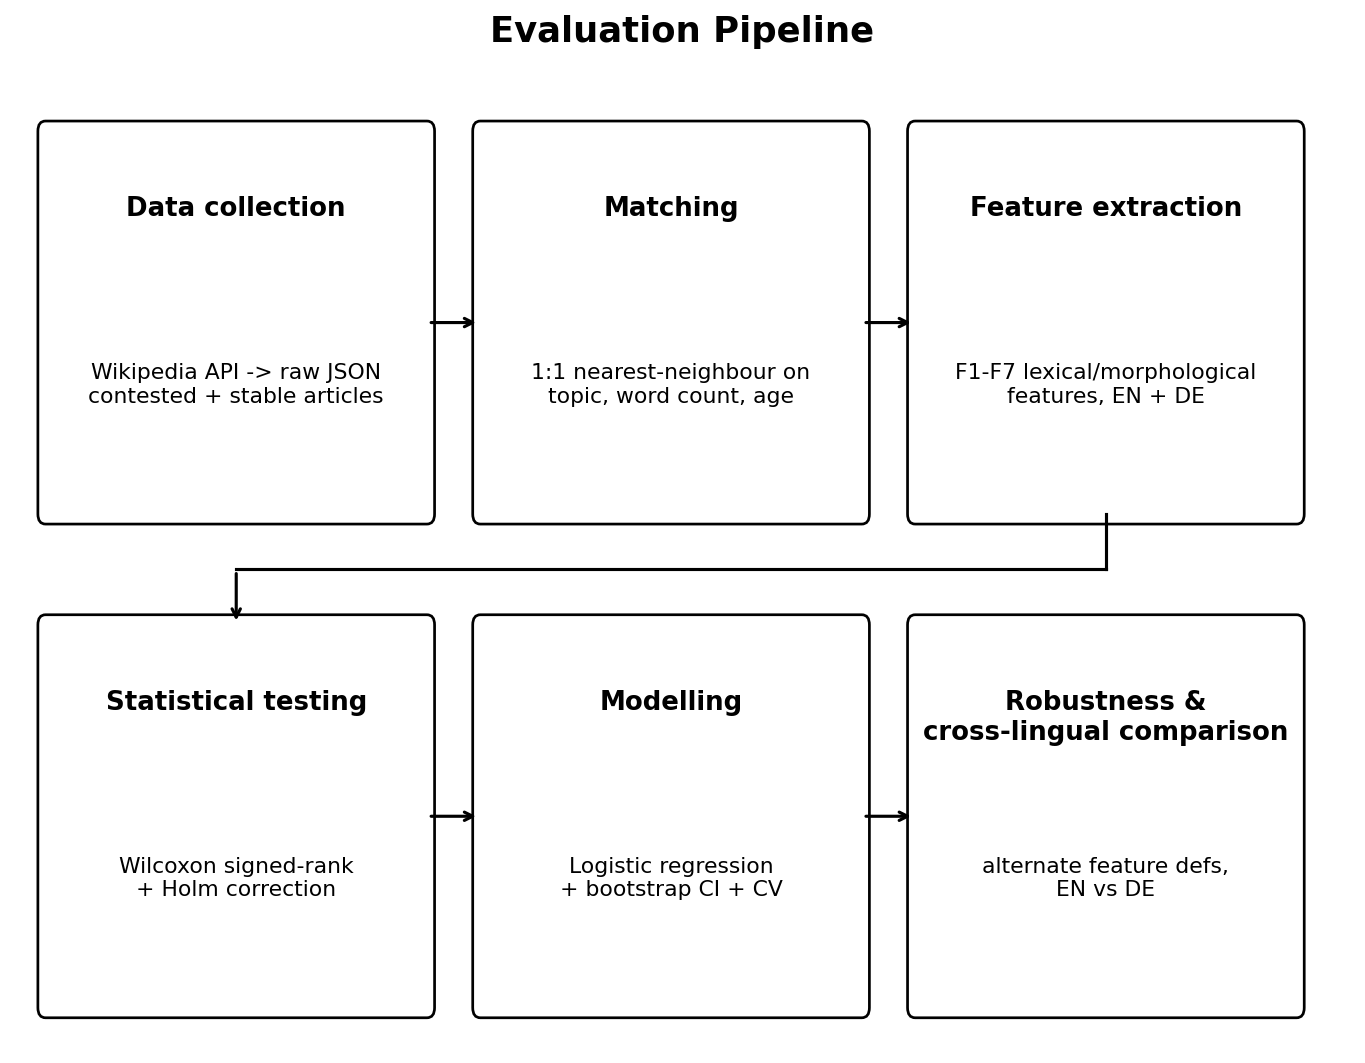 Evaluation Pipeline
Data collection
Wikipedia API -> raw JSON
contested + stable articles
Matching
1:1 nearest-neighbour on
topic, word count, age
Feature extraction
F1-F7 lexical/morphological
features, EN + DE
Statistical testing
Wilcoxon signed-rank
+ Holm correction
Modelling
Logistic regression
+ bootstrap CI + CV
Robustness &
cross-lingual comparison
alternate feature defs,
EN vs DE